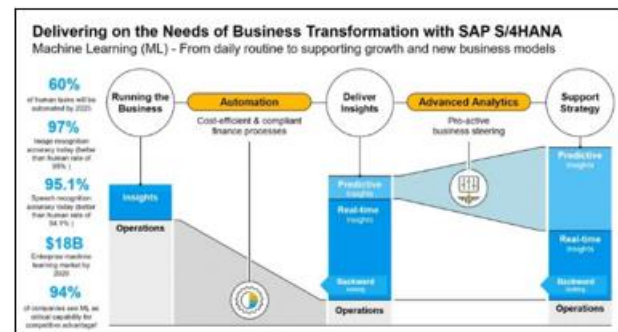 Delivering on the Needs of Business Transformation with SAP S/4HANA
Machine Learning (ML) - From daily routine to supporting growth and new business models
60%
of human tasks will be
automated by 2025
97%
Image recognition
accuracy today (better
than human rate of
95% )
95.1%
Speech recognition
accuracy today (better
than human rate of
94.1% )
$18B
Enterprise machine
learning market by
2020
94%
of companies see ML as
critical capability for
competitive advantage
Running the
Business
Automation
Cost-efficient & compliant
finance processes
Deliver
Insights
Advanced Analytics
Pro-active
business steering
Support
Strategy
Insights
Operations
Predictive
Insights
Real-time
Insights
Backward
looking
Operations
Predictive
Insights
Real-time
Insights
Backward
looking
Operations